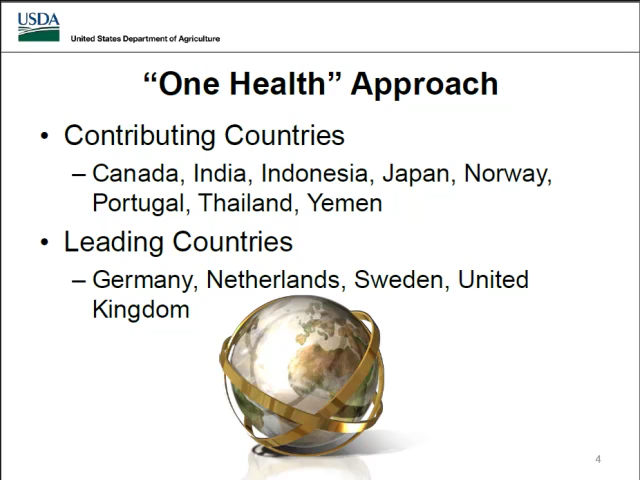 USDA
United States Department of Agriculture
“One Health” Approach
• Contributing Countries
– Canada, India, Indonesia, Japan, Norway,
Portugal, Thailand, Yemen
• Leading Countries
– Germany, Netherlands, Sweden, United
Kingdom
4